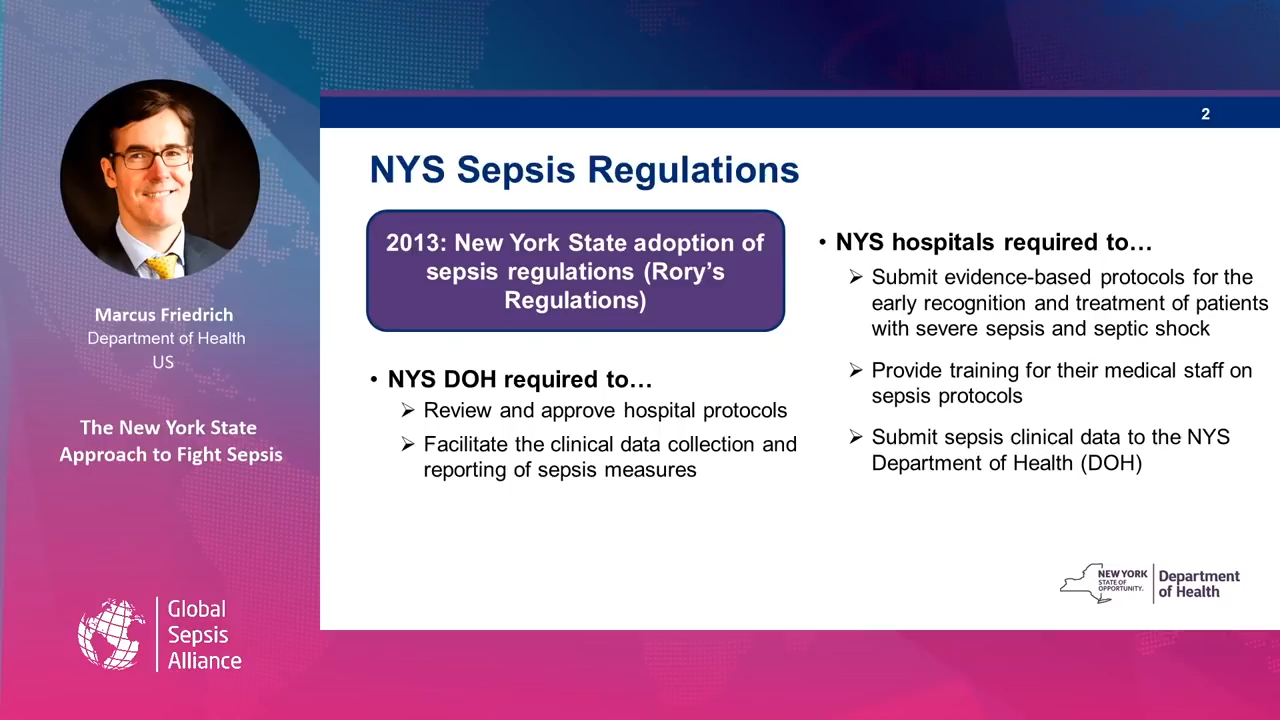 Marcus Friedrich
Department of Health
US
The New York State
Approach to Fight Sepsis
Global
Sepsis
Alliance
2
NYS Sepsis Regulations
2013: New York State adoption of
sepsis regulations (Rory's
Regulations)
• NYS DOH required to…
➢ Review and approve hospital protocols
➢ Facilitate the clinical data collection and
reporting of sepsis measures
• NYS hospitals required to…
➢ Submit evidence-based protocols for the
early recognition and treatment of patients
with severe sepsis and septic shock
➢ Provide training for their medical staff on
sepsis protocols
➢ Submit sepsis clinical data to the NYS
Department of Health (DOH)
NEW YORK
STATE OF
OPPORTUNITY.
Department
of Health